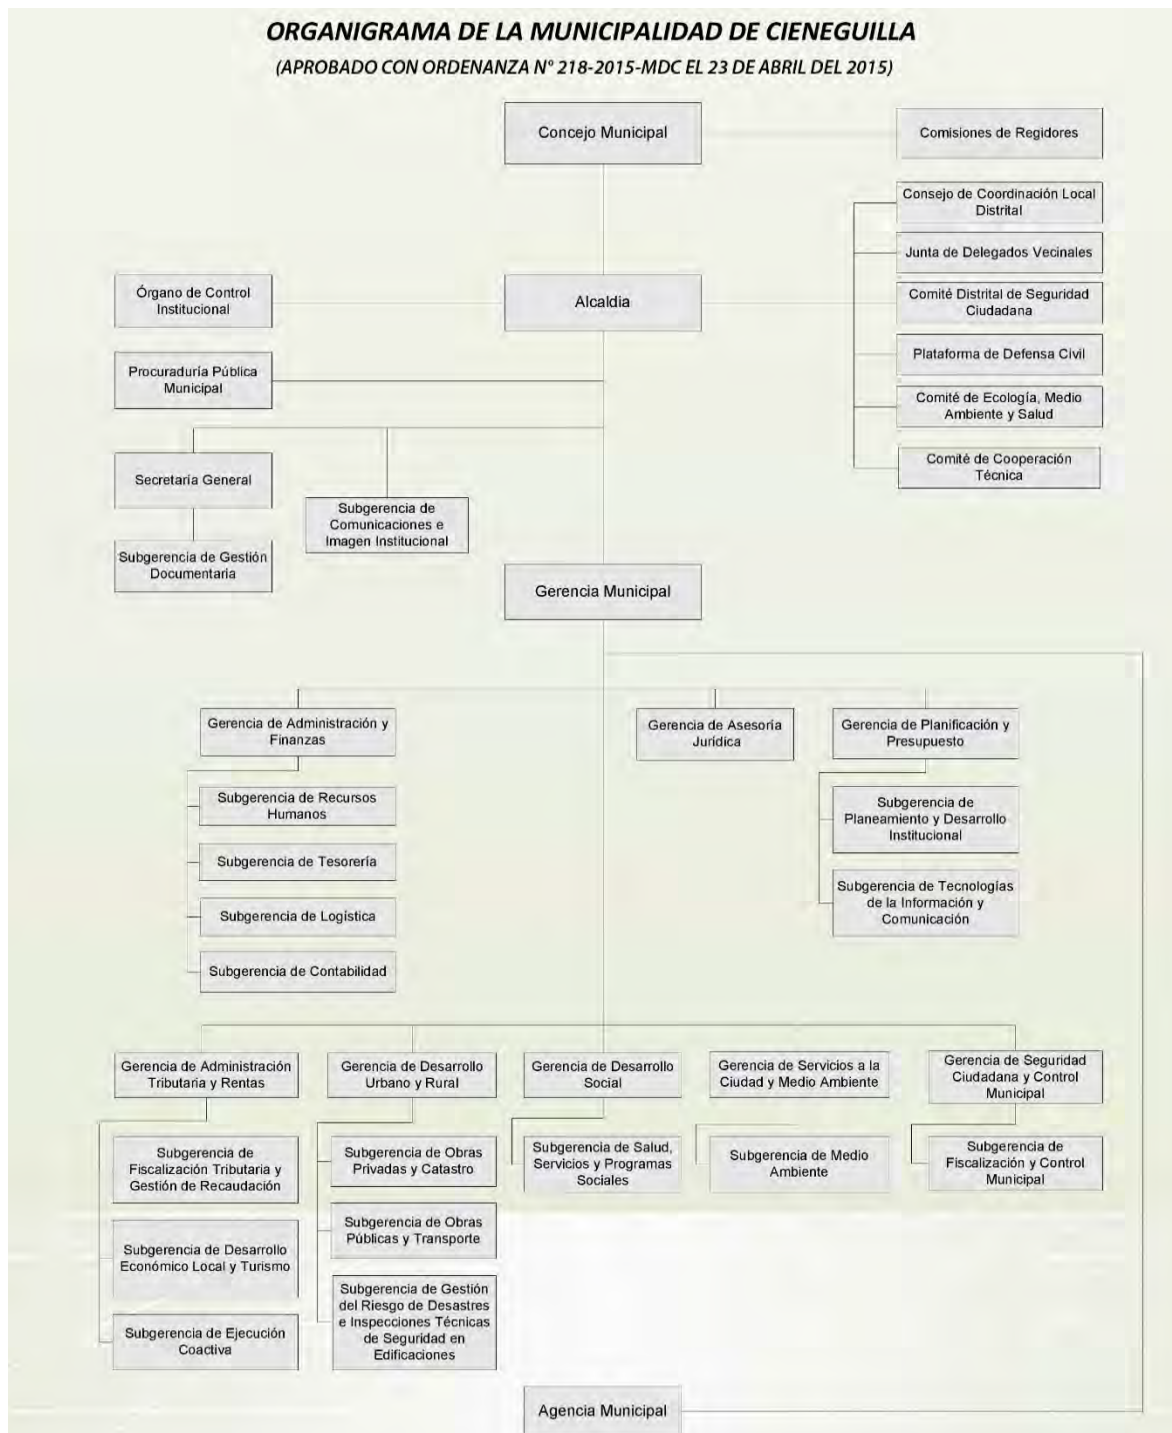 ORGANIGRAMA DE LA MUNICIPALIDAD DE CIENEGUILLA
(APROBADO CON ORDENANZA N° 218-2015-MDC EL 23 DE ABRIL DEL 2015)
Concejo Municipal
Comisiones de Regidores
Consejo de Coordinación Local
Distrital
Junta de Delegados Vecinales
Comité Distrital de Seguridad
Ciudadana
Plataforma de Defensa Civil
Comité de Ecología, Medio
Ambiente y Salud
Comité de Cooperación
Técnica
Alcaldia
Órgano de Control
Institucional
Procuraduría Pública
Municipal
Secretaría General
Subgerencia de Gestión
Documentaria
Subgerencia de
Comunicaciones e
Imagen Institucional
Gerencia Municipal
Gerencia de Administración y
Finanzas
Subgerencia de Recursos
Humanos
Subgerencia de Tesorería
Subgerencia de Logística
Subgerencia de Contabilidad
Gerencia de Asesoría
Jurídica
Gerencia de Planificación y
Presupuesto
Subgerencia de
Planeamiento y Desarrollo
Institucional
Subgerencia de Tecnologías
de la Información y
Comunicación
Gerencia de Administración
Tributaria y Rentas
Subgerencia de
Fiscalización Tributaria y
Gestión de Recaudación
Subgerencia de Desarrollo
Económico Local y Turismo
Subgerencia de Ejecución
Coactiva
Gerencia de Desarrollo
Urbano y Rural
Subgerencia de Obras
Privadas y Catastro
Subgerencia de Obras
Públicas y Transporte
Subgerencia de Gestión
del Riesgo de Desastres
e Inspecciones Técnicas
de Seguridad en
Edificaciones
Gerencia de Desarrollo
Social
Subgerencia de Salud,
Servicios y Programas
Sociales
Gerencia de Servicios a la
Ciudad y Medio Ambiente
Subgerencia de Medio
Ambiente
Gerencia de Seguridad
Ciudadana y Control
Municipal
Subgerencia de
Fiscalización y Control
Municipal
Agencia Municipal